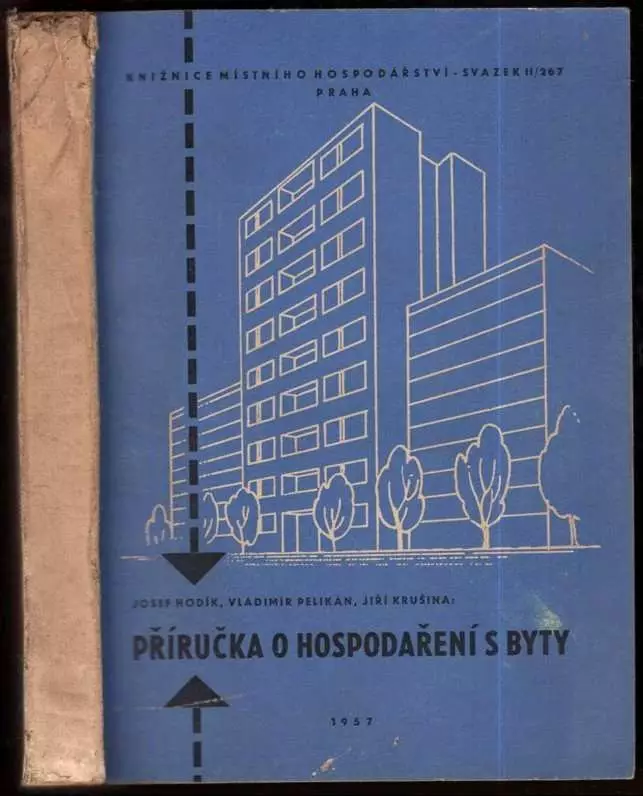 KNIŽNICE MÍSTNÍHO HOSPODÁŘSTVÍ - SVAZEK II/267
PRAHA
JOSEF HODÍK, VLADIMÍR PELIKÁN, JIŘÍ KRUŠINA:
PŘÍRUČKA O HOSPODAŘENÍ S BYTY
1957